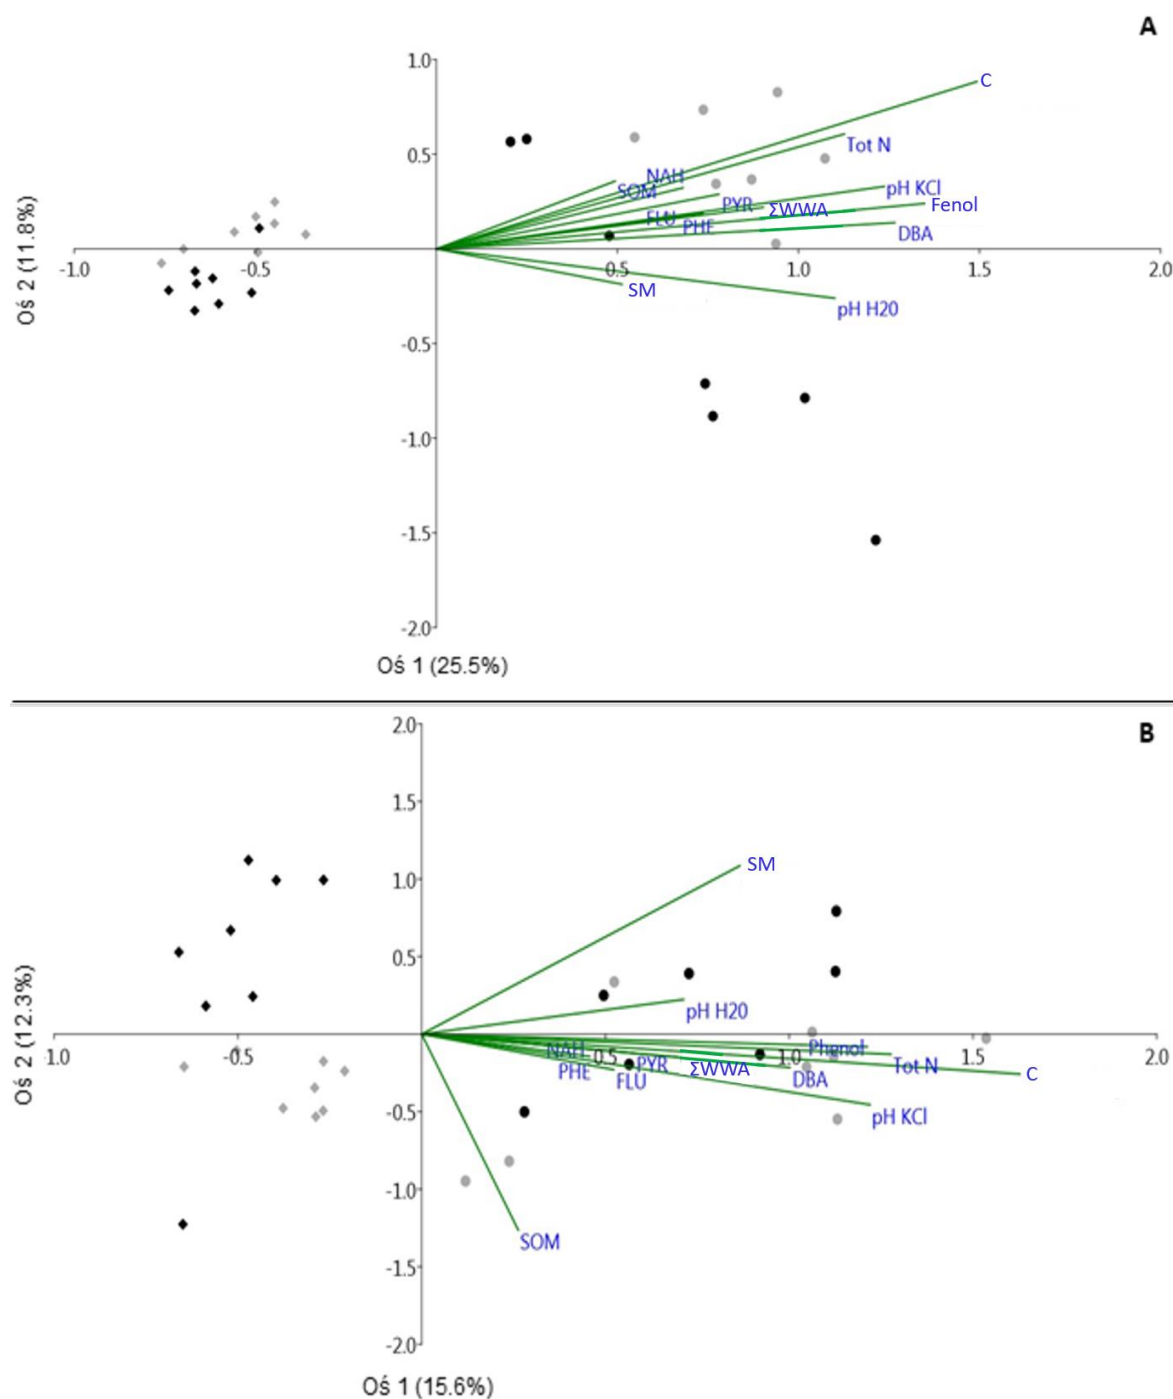 A
1.0
C
Tot N
0.5
NAH
SOM
pH KCl
PYR
ΣWWA
Fenol
FLU
PHE
DBA
-1.0
-0.5
0.5
1.0
1.5
2.0
SM
pH H20
-0.5
-1.0
-1.5
-2.0
Oś 2 (11.8%)
Oś 1 (25.5%)
B
2.0
1.5
1.0
SM
0.5
pH H20
1.0
-0.5
0.5
1.0
1.5
2.0
NAH
Phenol
PYR
ΣWWA
Tot N
PHE
FLU
DBA
C
-0.5
pH KCl
-1.0
SOM
-1.5
-2.0
Oś 2 (12.3%)
Oś 1 (15.6%)